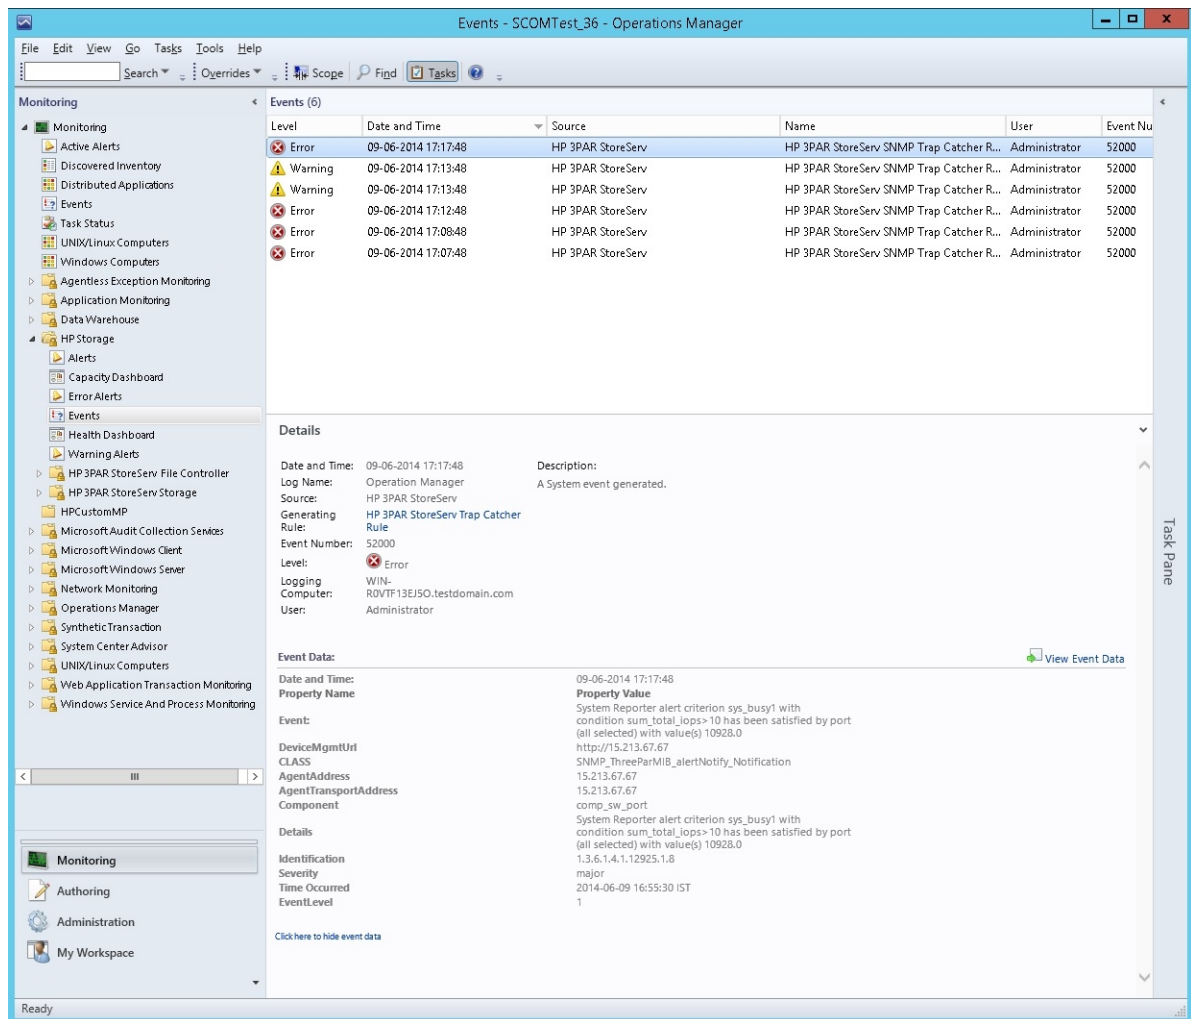 Events - SCOMTest_36 - Operations Manager
File Edit View Go Tasks Tools Help
Search Overrides Scope Find Tasks
Monitoring
Monitoring
Active Alerts
Discovered Inventory
Distributed Applications
Events
Task Status
UNIX/Linux Computers
Windows Computers
Agentless Exception Monitoring
Application Monitoring
Data Warehouse
HP Storage
Alerts
Capacity Dashboard
Error Alerts
Events
Health Dashboard
Warning Alerts
HP 3PAR StoreServ File Controller
HP 3PAR StoreServ Storage
HPCustomMP
Microsoft Audit Collection Services
Microsoft Windows Client
Microsoft Windows Server
Network Monitoring
Operations Manager
Synthetic Transaction
System Center Advisor
UNIX/Linux Computers
Web Application Transaction Monitoring
Windows Service And Process Monitoring
Monitoring
Authoring
Administration
My Workspace
Events (6)
Level Date and Time Source Name User Event Nu
Error 09-06-2014 17:17:48 HP 3PAR StoreServ HP 3PAR StoreServ SNMP Trap Catcher R... Administrator 52000
Warning 09-06-2014 17:13:48 HP 3PAR StoreServ HP 3PAR StoreServ SNMP Trap Catcher R... Administrator 52000
Warning 09-06-2014 17:13:48 HP 3PAR StoreServ HP 3PAR StoreServ SNMP Trap Catcher R... Administrator 52000
Error 09-06-2014 17:12:48 HP 3PAR StoreServ HP 3PAR StoreServ SNMP Trap Catcher R... Administrator 52000
Error 09-06-2014 17:08:48 HP 3PAR StoreServ HP 3PAR StoreServ SNMP Trap Catcher R... Administrator 52000
Error 09-06-2014 17:07:48 HP 3PAR StoreServ HP 3PAR StoreServ SNMP Trap Catcher R... Administrator 52000
Details
Date and Time: 09-06-2014 17:17:48 Description:
Log Name: Operation Manager A System event generated.
Source: HP 3PAR StoreServ
Generating HP 3PAR StoreServ Trap Catcher
Rule: Rule
Event Number: 52000
Level: Error
Logging WIN-
Computer: R0VTF13EJ5O.testdomain.com
User: Administrator
Event Data: View Event Data
Date and Time: 09-06-2014 17:17:48
Property Name Property Value
System Reporter alert criterion sys_busy1 with
Event: condition sum_total_iops>10 has been satisfied by port
(all selected) with value(s) 10928.0
DeviceMgmtUrl http://15.213.67.67
CLASS SNMP_ThreeParMIB_alertNotify_Notification
AgentAddress 15.213.67.67
AgentTransportAddress 15.213.67.67
Component comp_sw_port
System Reporter alert criterion sys_busy1 with
Details condition sum_total_iops>10 has been satisfied by port
(all selected) with value(s) 10928.0
Identification 1.3.6.1.4.1.12925.1.8
Severity major
Time Occurred 2014-06-09 16:55:30 IST
EventLevel 1
Click here to hide event data
Task Pane
Ready